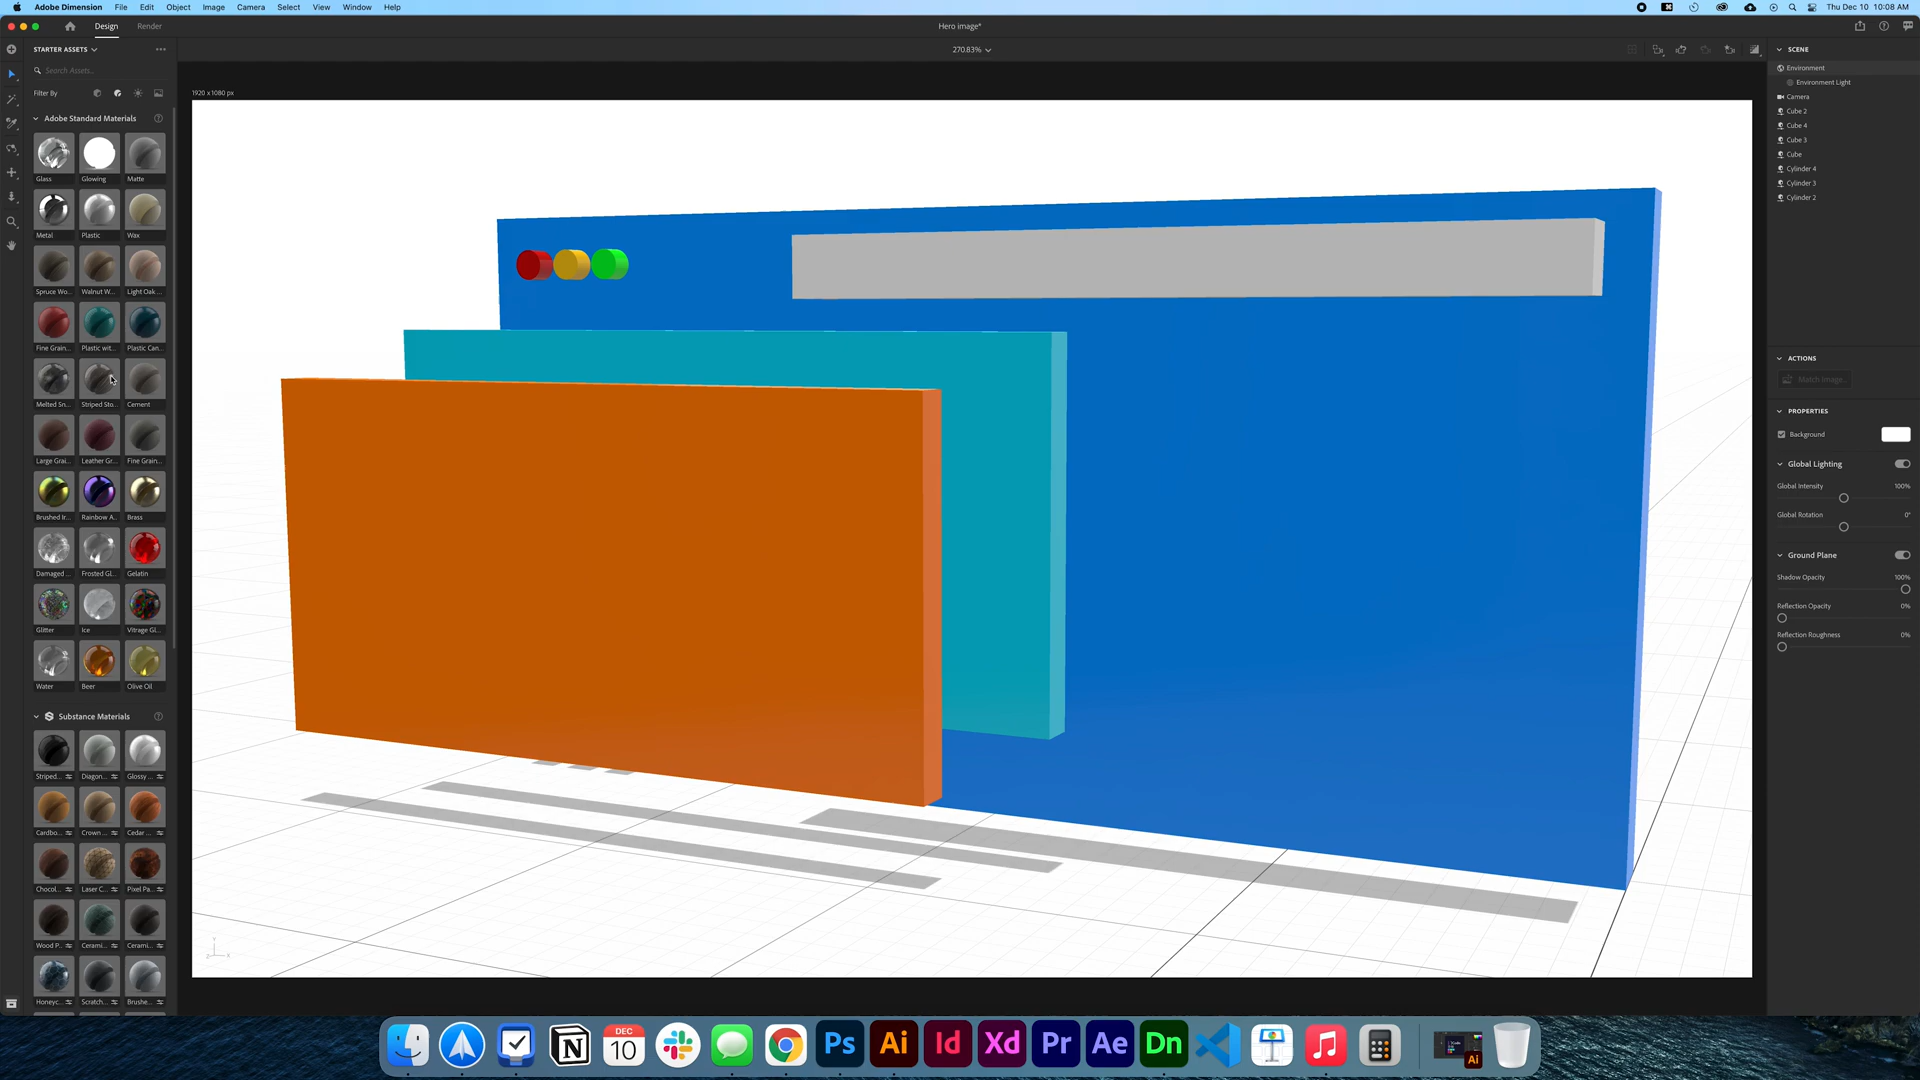 Adobe Dimension File Edit Object Image Camera Select View Window Help Thu Dec 10 10:08 AM
Design Render Hero image*
STARTER ASSETS
270.83%
Search Assets...
Filter By
1920 x 1080 px
Adobe Standard Materials
Glass Glowing Matte
Metal Plastic Wax
Spruce Wo... Walnut W... Light Oak ...
Fine Grain... Plastic wit... Plastic Can...
Melted Sn... Striped Sto... Cement
Large Grai... Leather Gr... Fine Grain...
Brushed Ir... Rainbow A... Brass
Damaged ... Frosted Gl... Gelatin
Glitter Ice Vitrage Gl...
Water Beer Olive Oil
Substance Materials
Striped... Diagon... Glossy ...
Cardbo... Crown ... Cedar ...
Chocol... Laser C... Pixel Pa...
Wood P... Cerami... Cerami...
Honeyc... Scratch... Brushe...
SCENE
Environment
Environment Light
Camera
Cube 2
Cube 4
Cube 3
Cube
Cylinder 4
Cylinder 3
Cylinder 2
ACTIONS
Match Image...
PROPERTIES
Background
Global Lighting
Global Intensity 100%
Global Rotation 0°
Ground Plane
Shadow Opacity 100%
Reflection Opacity 0%
Reflection Roughness 0%
DEC
10
Ps Ai Id Xd Pr Ae Dn
Ai